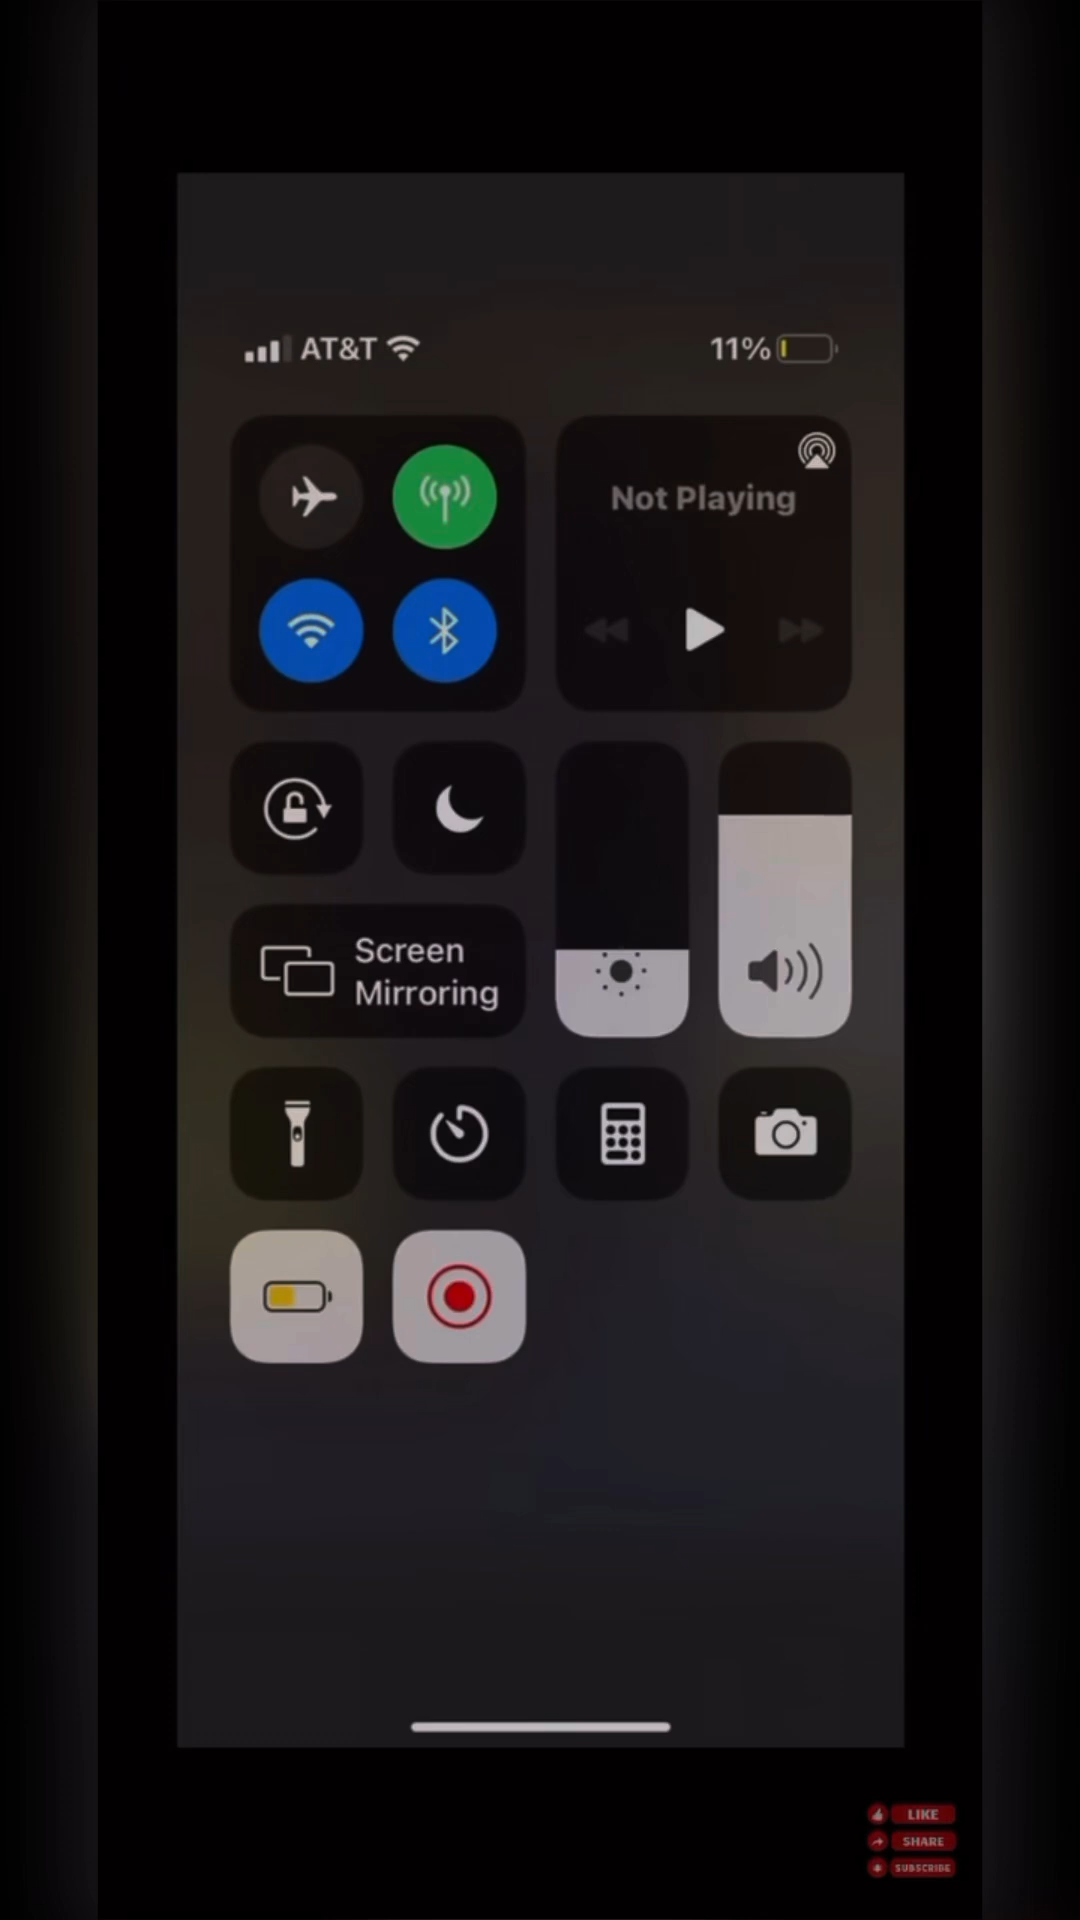 AT&T
11%
Not Playing
Screen
Mirroring
LIKE
SHARE
SUBSCRIBE